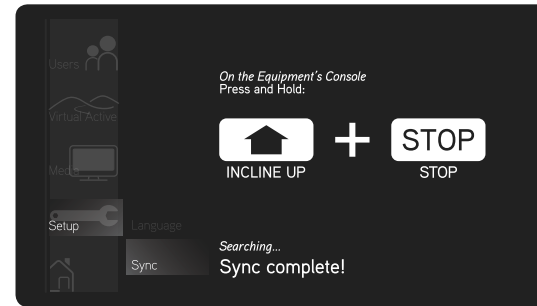 Users
Virtual Active
Media
Setup
Language
Sync
On the Equipment's Console
Press and Hold:
STOP
INCLINE UP
STOP
Searching...
Sync complete!